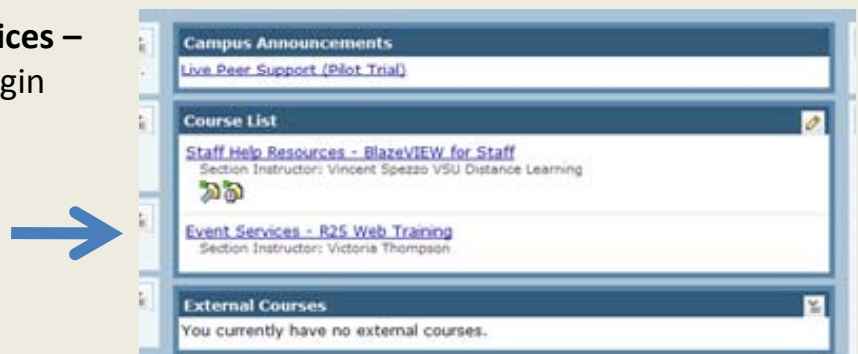 ices –
gin
Campus Announcements
Live Peer Support (Pilot Trial)
Course List
Staff Help Resources - BlazeVIEW for Staff
Section Instructor: Vincent Spezzo VSU Distance Learning
Event Services - R25 Web Training
Section Instructor: Victoria Thompson
External Courses
You currently have no external courses.